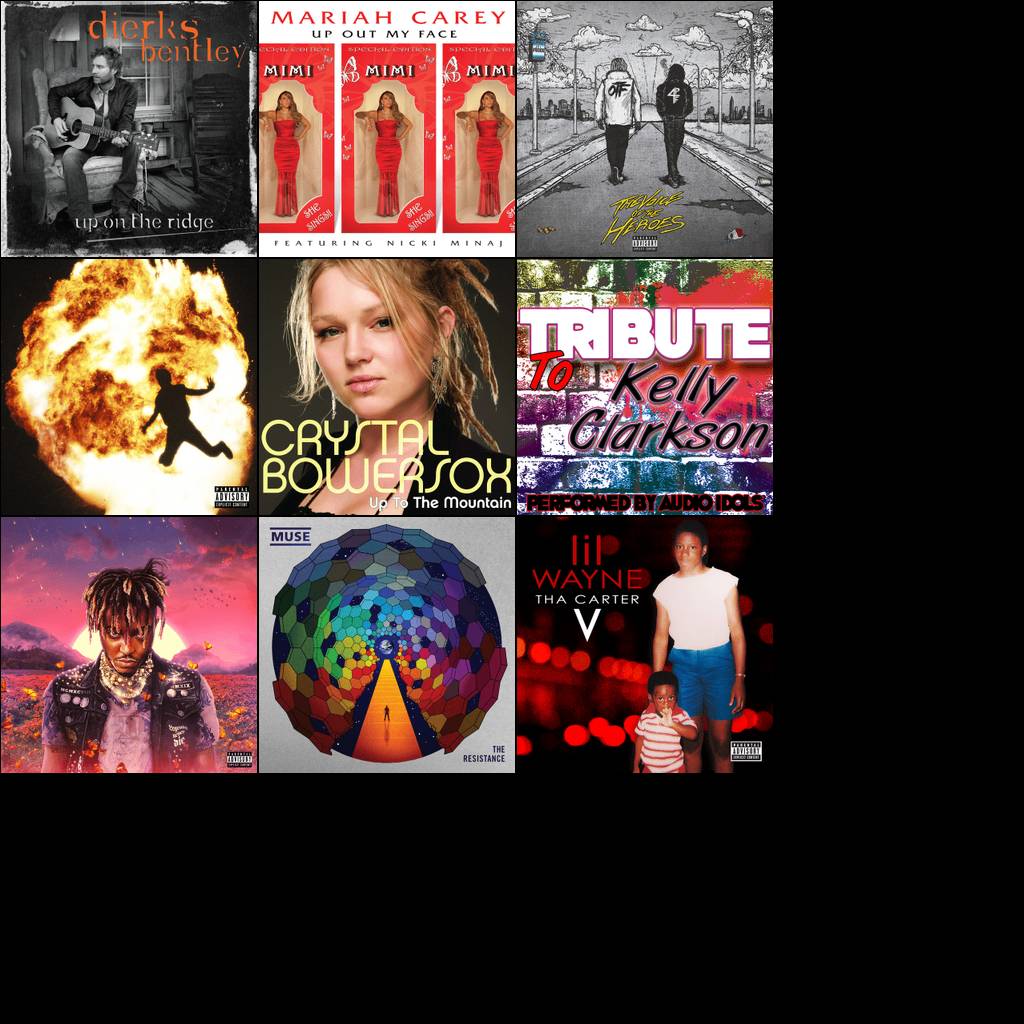 dierks
bentley
up on the ridge
MARIAH CAREY
UP OUT MY FACE
SPECIAL EDITION
SPECIAL EDITION
SPECIAL EDITION
MIMI
MIMI
MIMI
SHE
SINGS!
SHE
SINGS!
FEATURING NICKI MINAJ
OTF
4PF
THE VOICE
OF THE
HEROES
PARENTAL
ADVISORY
EXPLICIT CONTENT
PARENTAL
ADVISORY
EXPLICIT CONTENT
CRYSTAL
BOWERSOX
Up To The Mountain
TRIBUTE
To
Kelly
Clarkson
PERFORMED BY AUDIO IDOLS
PARENTAL
ADVISORY
EXPLICIT CONTENT
MUSE
THE
RESISTANCE
lil
WAYNE
THA CARTER
V
PARENTAL
ADVISORY
EXPLICIT CONTENT